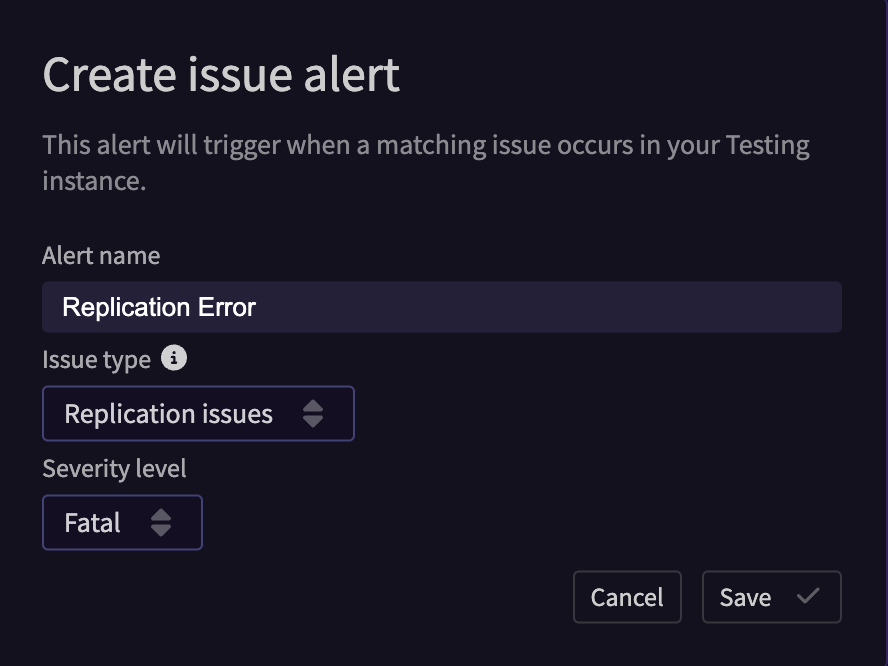 Create issue alert
This alert will trigger when a matching issue occurs in your Testing
instance.
Alert name
Replication Error
Issue type
Replication issues
Severity level
Fatal
Cancel
Save